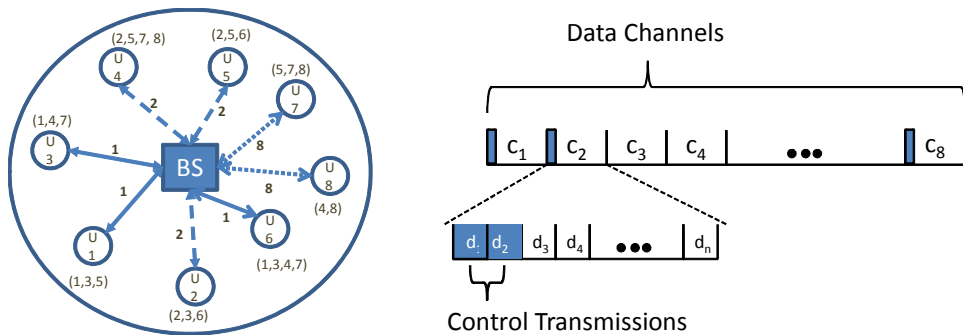 (2,5,7, 8)
U
4
(2,5,6)
U
5
(5,7,8)
U
7
2
2
(1,4,7)
U
3
1
BS
8
8
U
8
(4,8)
1
1
2
U
6
(1,3,4,7)
U
1
(1,3,5)
U
2
(2,3,6)
Data Channels
c1 c2 c3 c4 ••• c8
d1 d2 d3 d4 ••• dn
Control Transmissions